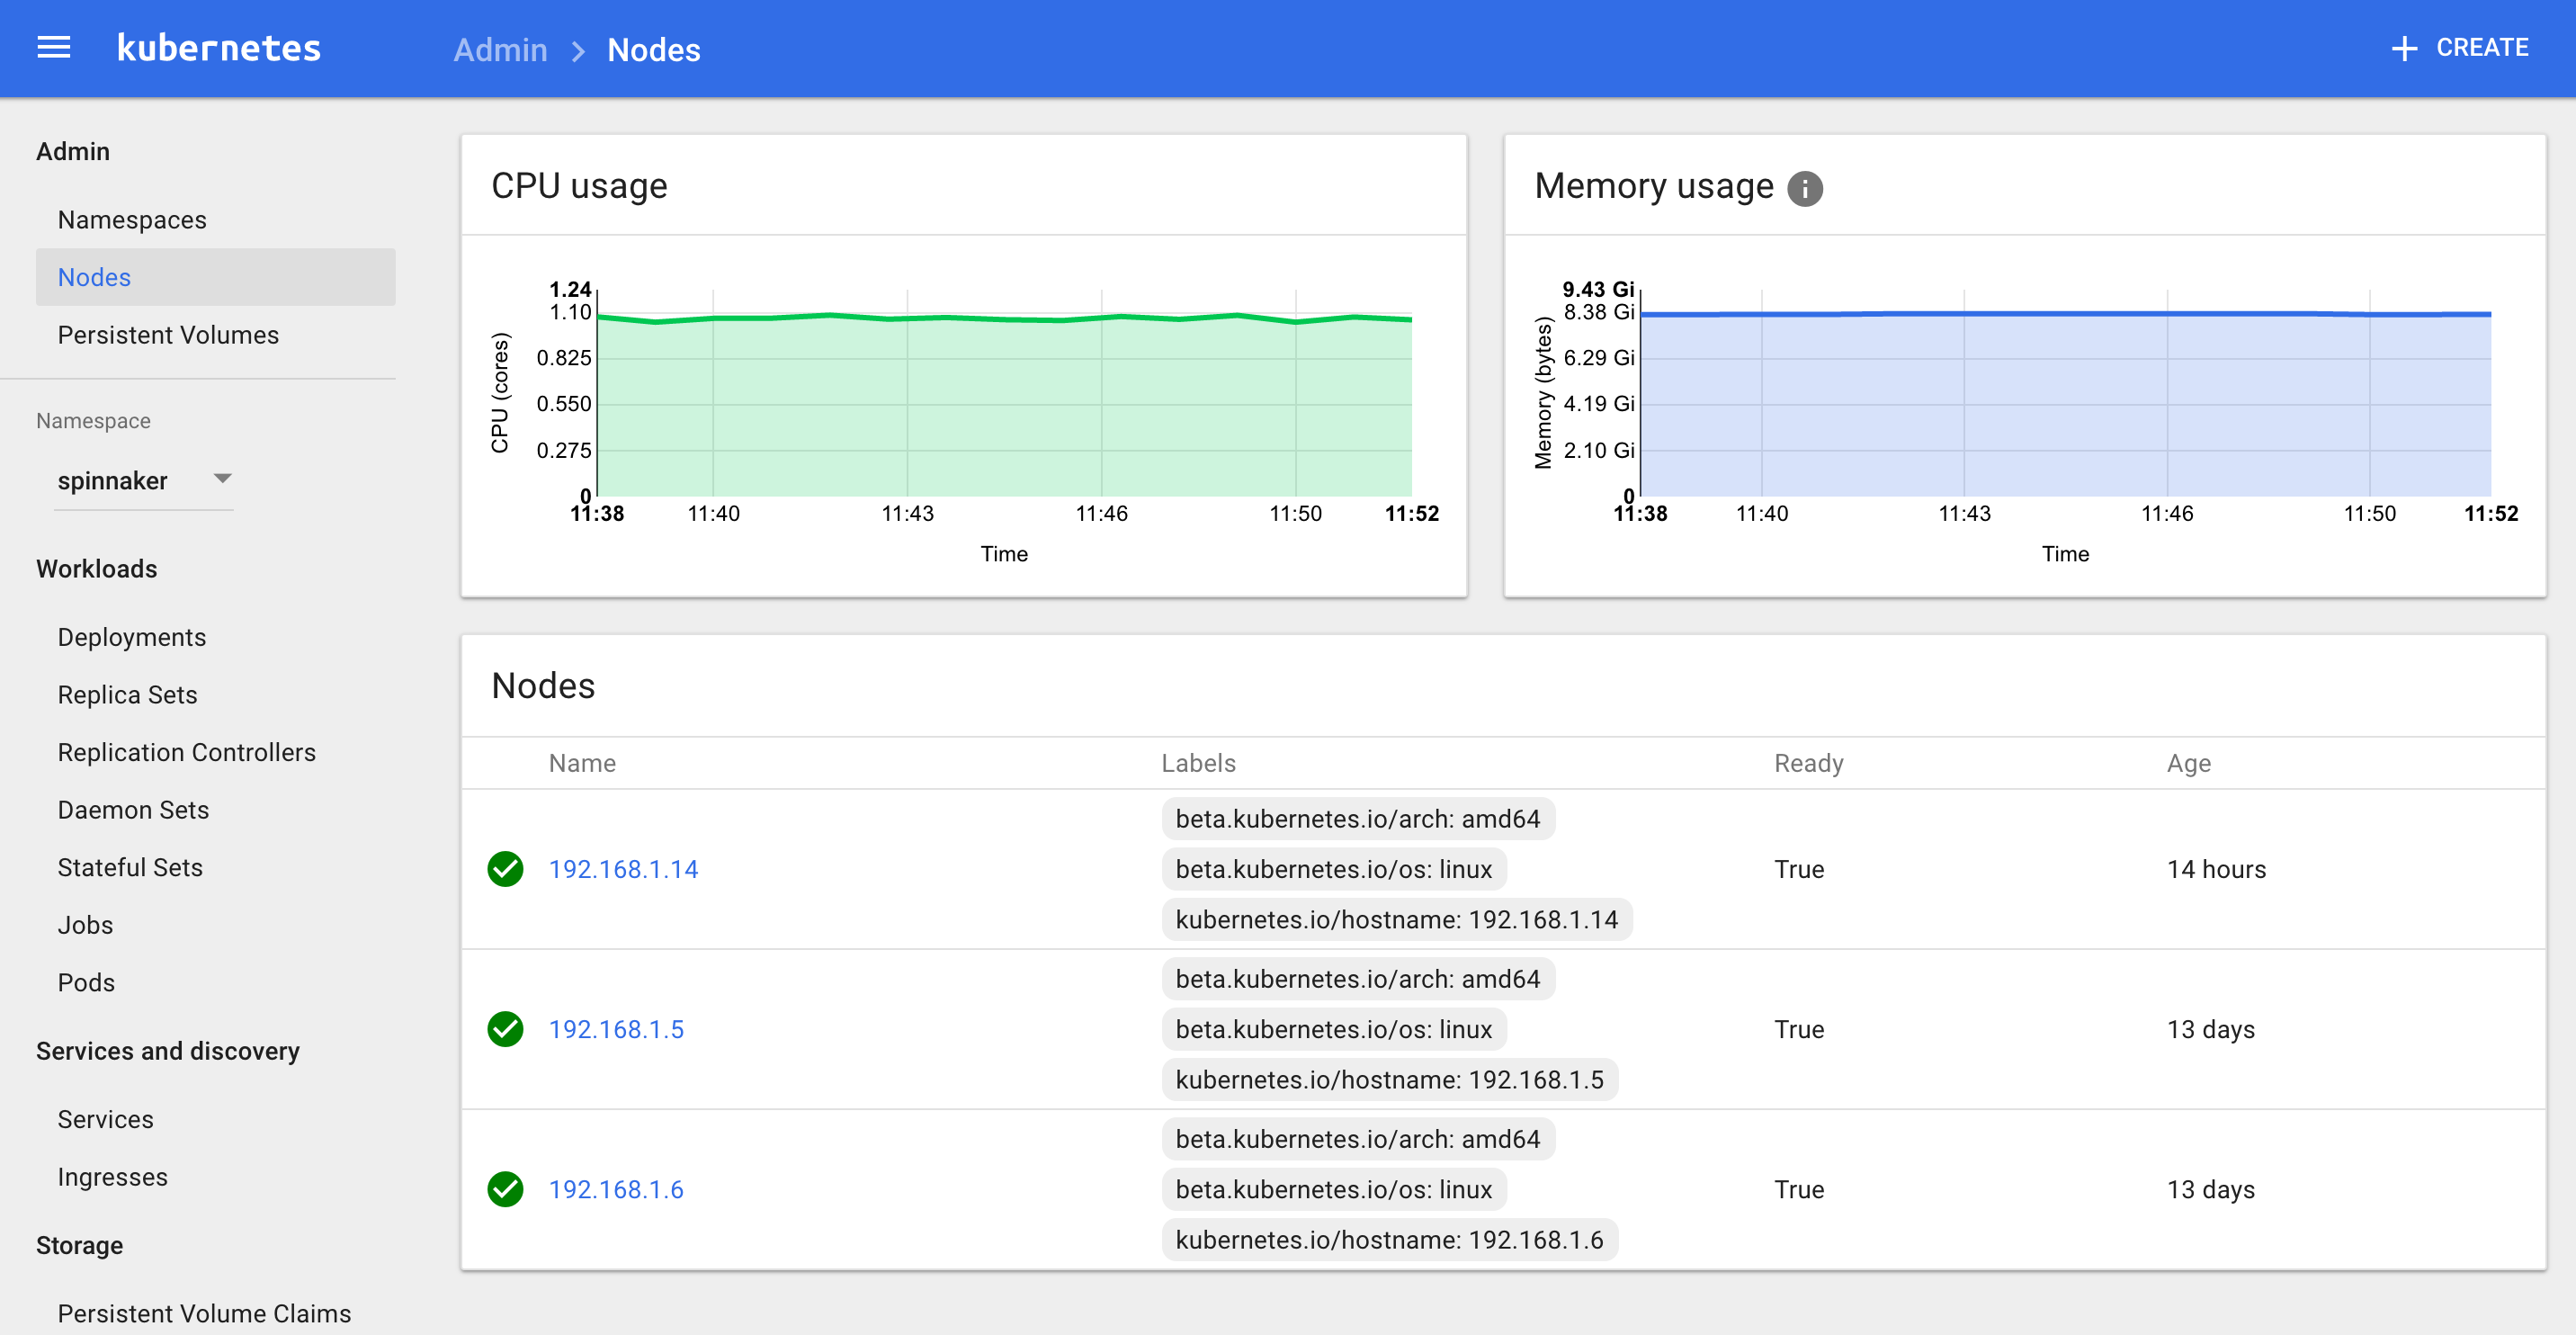 kubernetes
Admin > Nodes
+ CREATE
Admin
Namespaces
Nodes
Persistent Volumes
Namespace
spinnaker
Workloads
Deployments
Replica Sets
Replication Controllers
Daemon Sets
Stateful Sets
Jobs
Pods
Services and discovery
Services
Ingresses
Storage
Persistent Volume Claims
CPU usage
CPU (cores)
1.24
1.10
0.825
0.550
0.275
0
11:38 11:40 11:43 11:46 11:50 11:52
Time
Memory usage i
Memory (bytes)
9.43 Gi
8.38 Gi
6.29 Gi
4.19 Gi
2.10 Gi
0
11:38 11:40 11:43 11:46 11:50 11:52
Time
Nodes
Name Labels Ready Age
beta.kubernetes.io/arch: amd64
192.168.1.14 beta.kubernetes.io/os: linux True 14 hours
kubernetes.io/hostname: 192.168.1.14
beta.kubernetes.io/arch: amd64
192.168.1.5 beta.kubernetes.io/os: linux True 13 days
kubernetes.io/hostname: 192.168.1.5
beta.kubernetes.io/arch: amd64
192.168.1.6 beta.kubernetes.io/os: linux True 13 days
kubernetes.io/hostname: 192.168.1.6